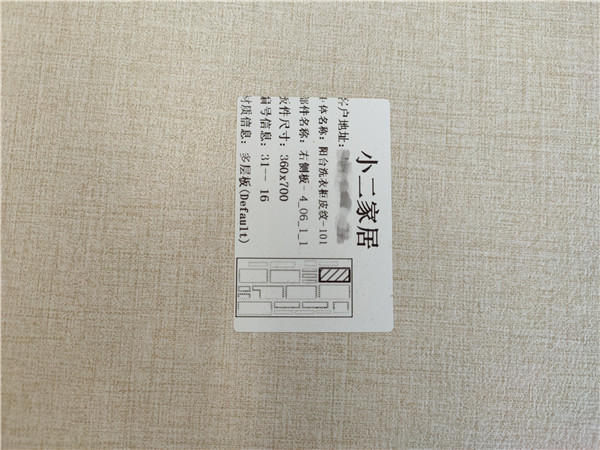 小二家居
客户地址:
主体名称: 阳台洗衣柜皮纹-101
部件名称: 右侧板-4_06_1_1
板件尺寸: 360x700
编号信息: 31-- 16
材质信息: 多层板(Default)